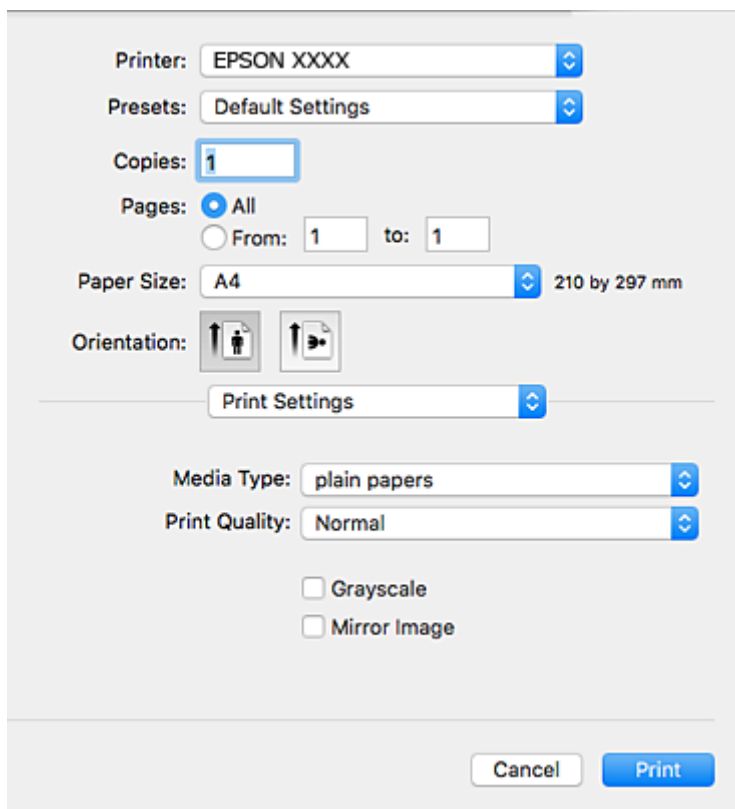 Printer: EPSON XXXX
Presets: Default Settings
Copies: 1
Pages: All
From: 1 to: 1
Paper Size: A4 210 by 297 mm
Orientation:
Print Settings
Media Type: plain papers
Print Quality: Normal
Grayscale
Mirror Image
Cancel Print